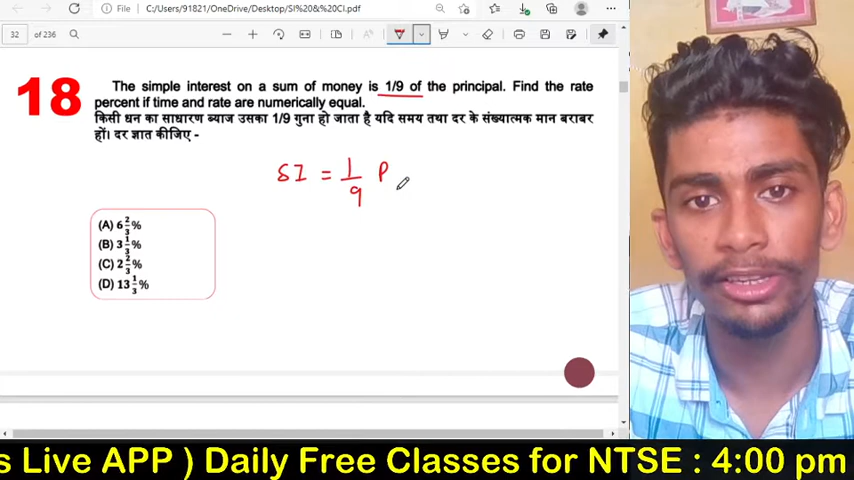 File | C:/Users/91821/OneDrive/Desktop/SI%20&%20CI.pdf
32 of 236
18
The simple interest on a sum of money is 1/9 of the principal. Find the rate
percent if time and rate are numerically equal.
किसी धन का साधारण ब्याज उसका 1/9 गुना हो जाता है यदि समय तथा दर के संख्यात्मक मान बराबर
हों। दर ज्ञात कीजिए -
SI = 1/9 P
(A) 6 2/3 %
(B) 3 1/3 %
(C) 2 2/3 %
(D) 13 1/3 %
s Live APP ) Daily Free Classes for NTSE : 4:00 pm